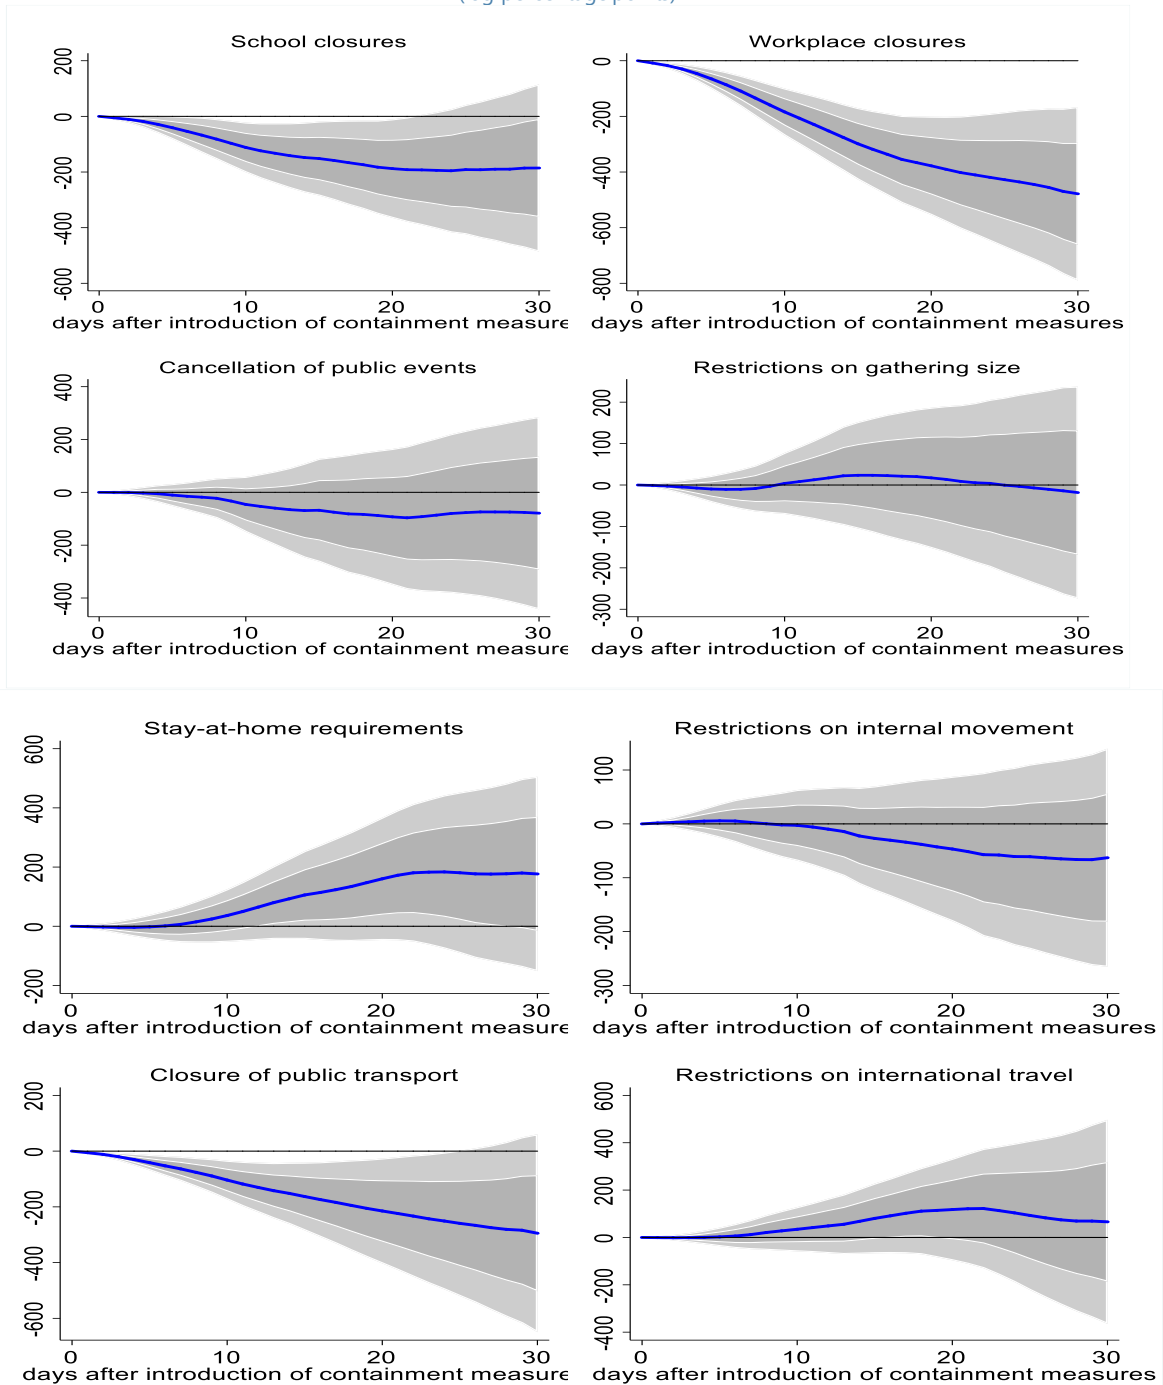 School closures
200
0
-200
-400
-600
0 10 20 30
days after introduction of containment measure
Workplace closures
0
-200
-400
-600
-800
0 10 20 30
days after introduction of containment measures
Cancellation of public events
400
200
0
-200
-400
0 10 20 30
days after introduction of containment measure
Restrictions on gathering size
200
100
0
-100
-200
-300
0 10 20 30
days after introduction of containment measures
Stay-at-home requirements
600
400
200
0
-200
0 10 20 30
days after introduction of containment measure
Restrictions on internal movement
100
0
-100
-200
-300
0 10 20 30
days after introduction of containment measures
Closure of public transport
200
0
-200
-400
-600
0 10 20 30
days after introduction of containment measure
Restrictions on international travel
600
400
200
0
-200
-400
0 10 20 30
days after introduction of containment measures